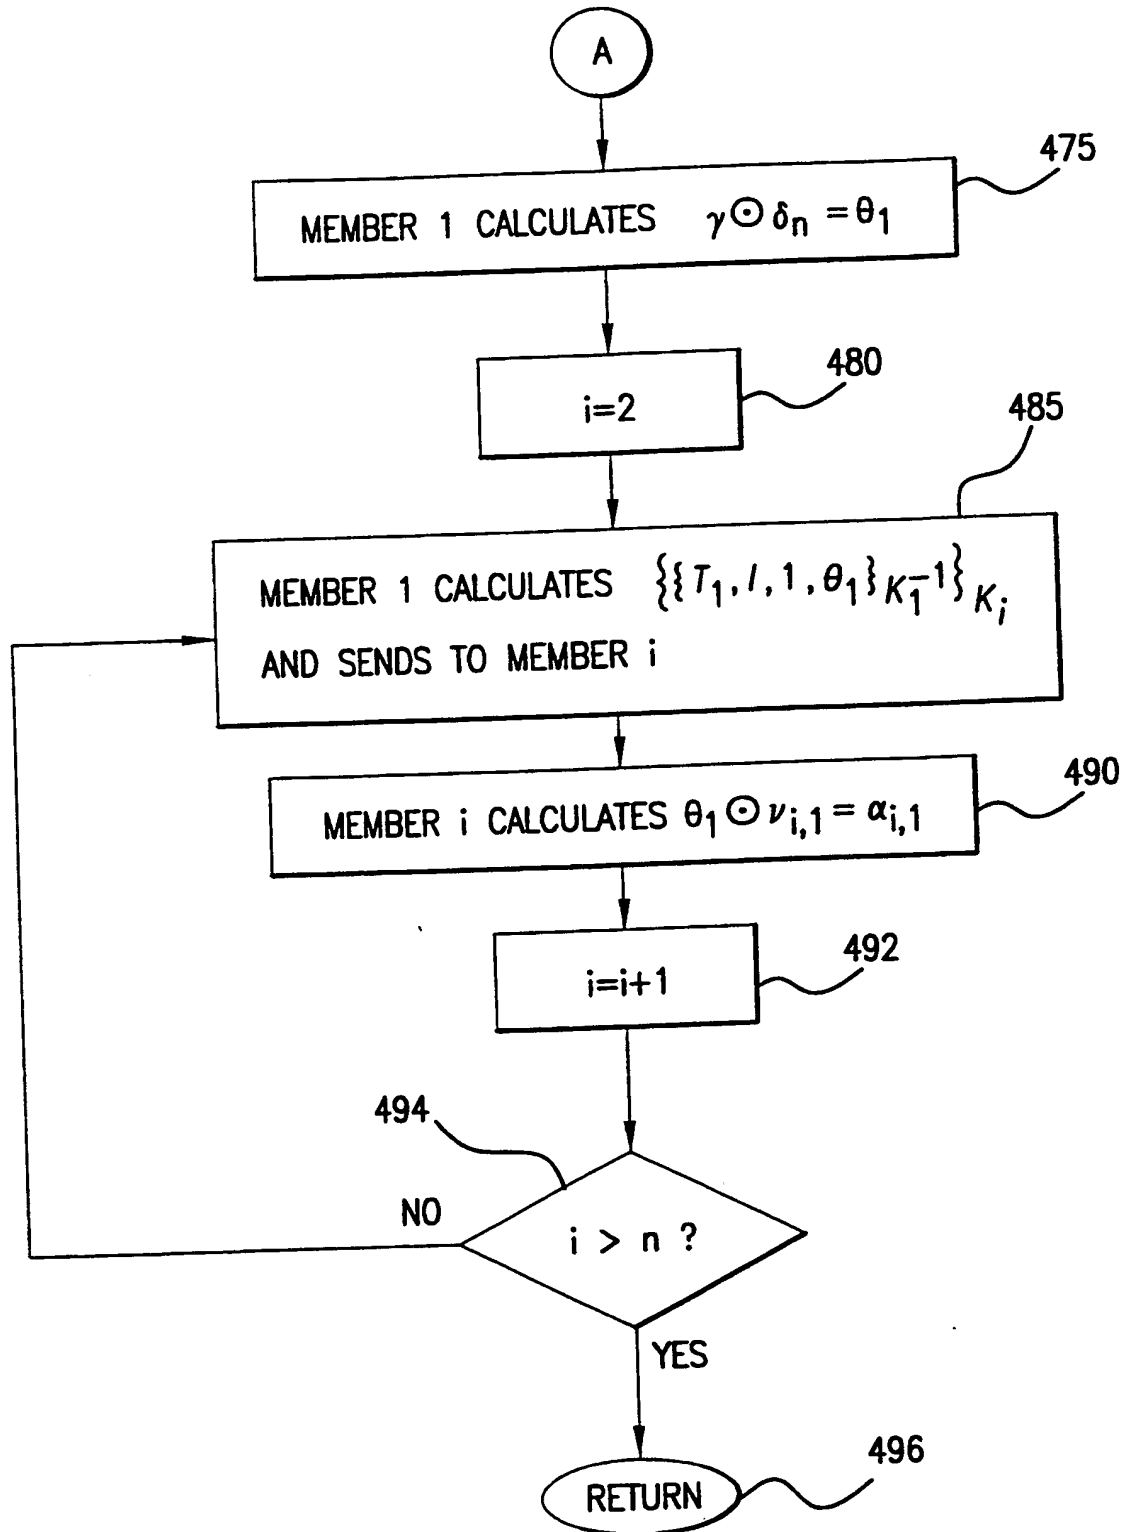 A
475
MEMBER 1 CALCULATES γ⊙δn = θ1
480
i=2
485
MEMBER 1 CALCULATES {{T1, I, 1, θ1}K1^-1}Ki
AND SENDS TO MEMBER i
490
MEMBER i CALCULATES θ1⊙νi,1 = αi,1
492
i=i+1
494
NO
i > n ?
YES
496
RETURN